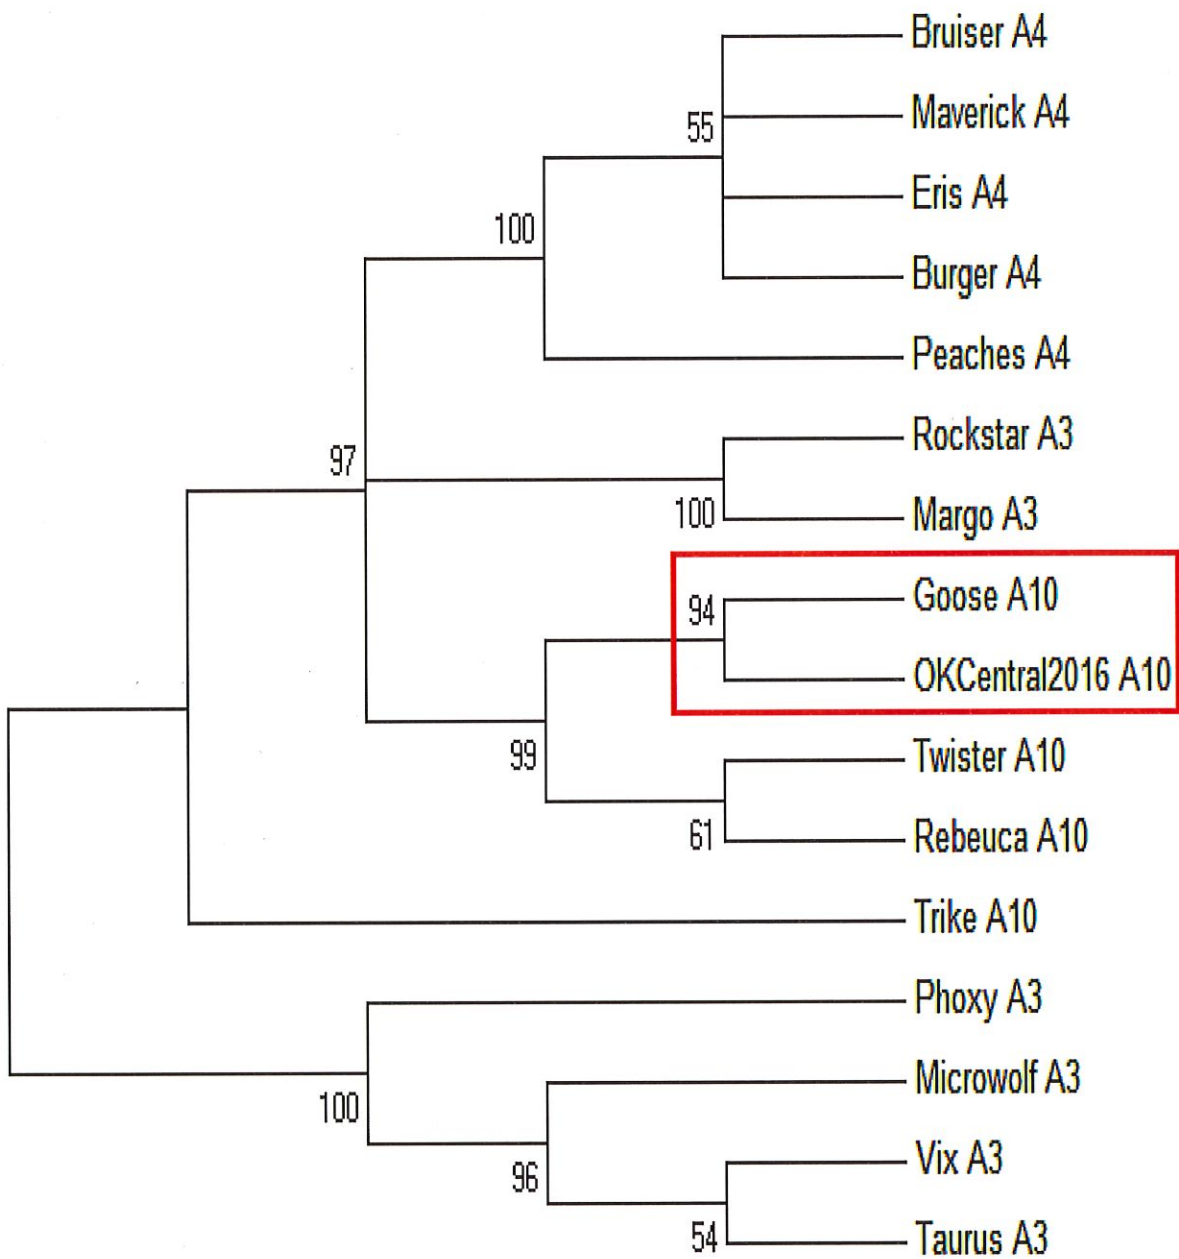 Bruiser A4
55
Maverick A4
Eris A4
100
Burger A4
Peaches A4
Rockstar A3
97
100
Margo A3
94
Goose A10
OKCentral2016 A10
99
Twister A10
61
Rebeuca A10
Trike A10
Phoxy A3
Microwolf A3
100
96
Vix A3
54
Taurus A3